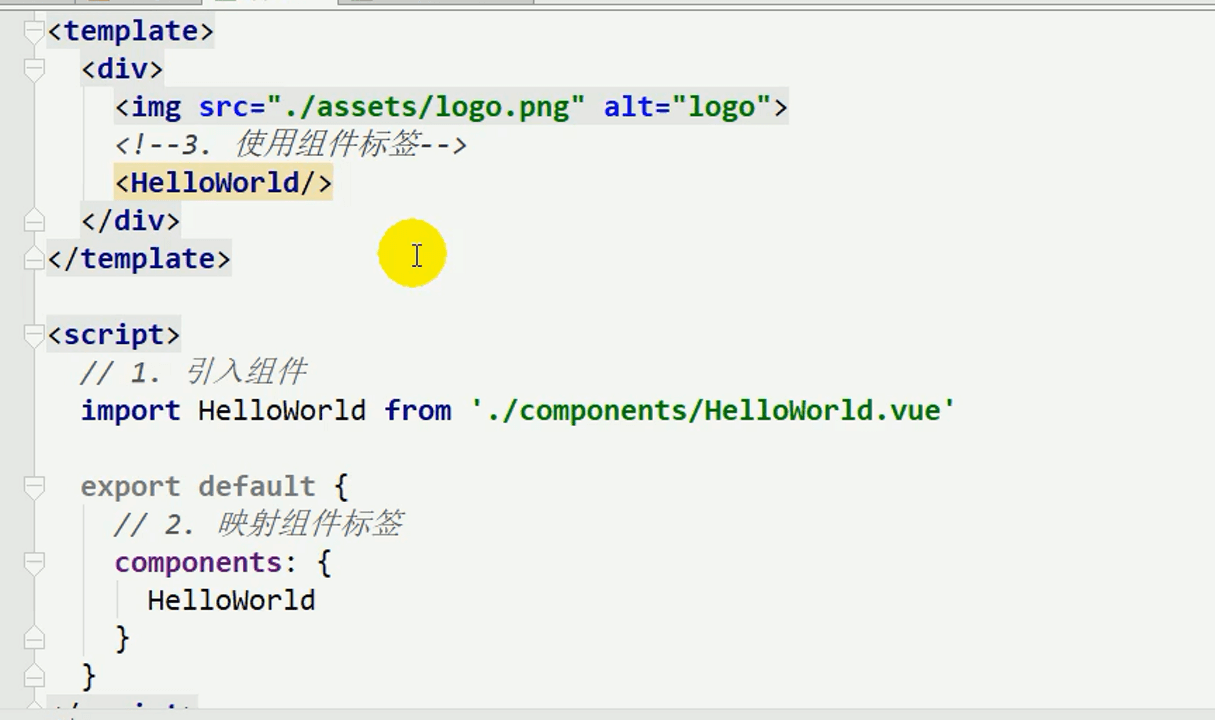 <template>
<div>
<img src="./assets/logo.png" alt="logo">
<!--3. 使用组件标签-->
<HelloWorld/>
</div>
</template>
<script>
// 1. 引入组件
import HelloWorld from './components/HelloWorld.vue'
export default {
// 2. 映射组件标签
components: {
HelloWorld
}
}